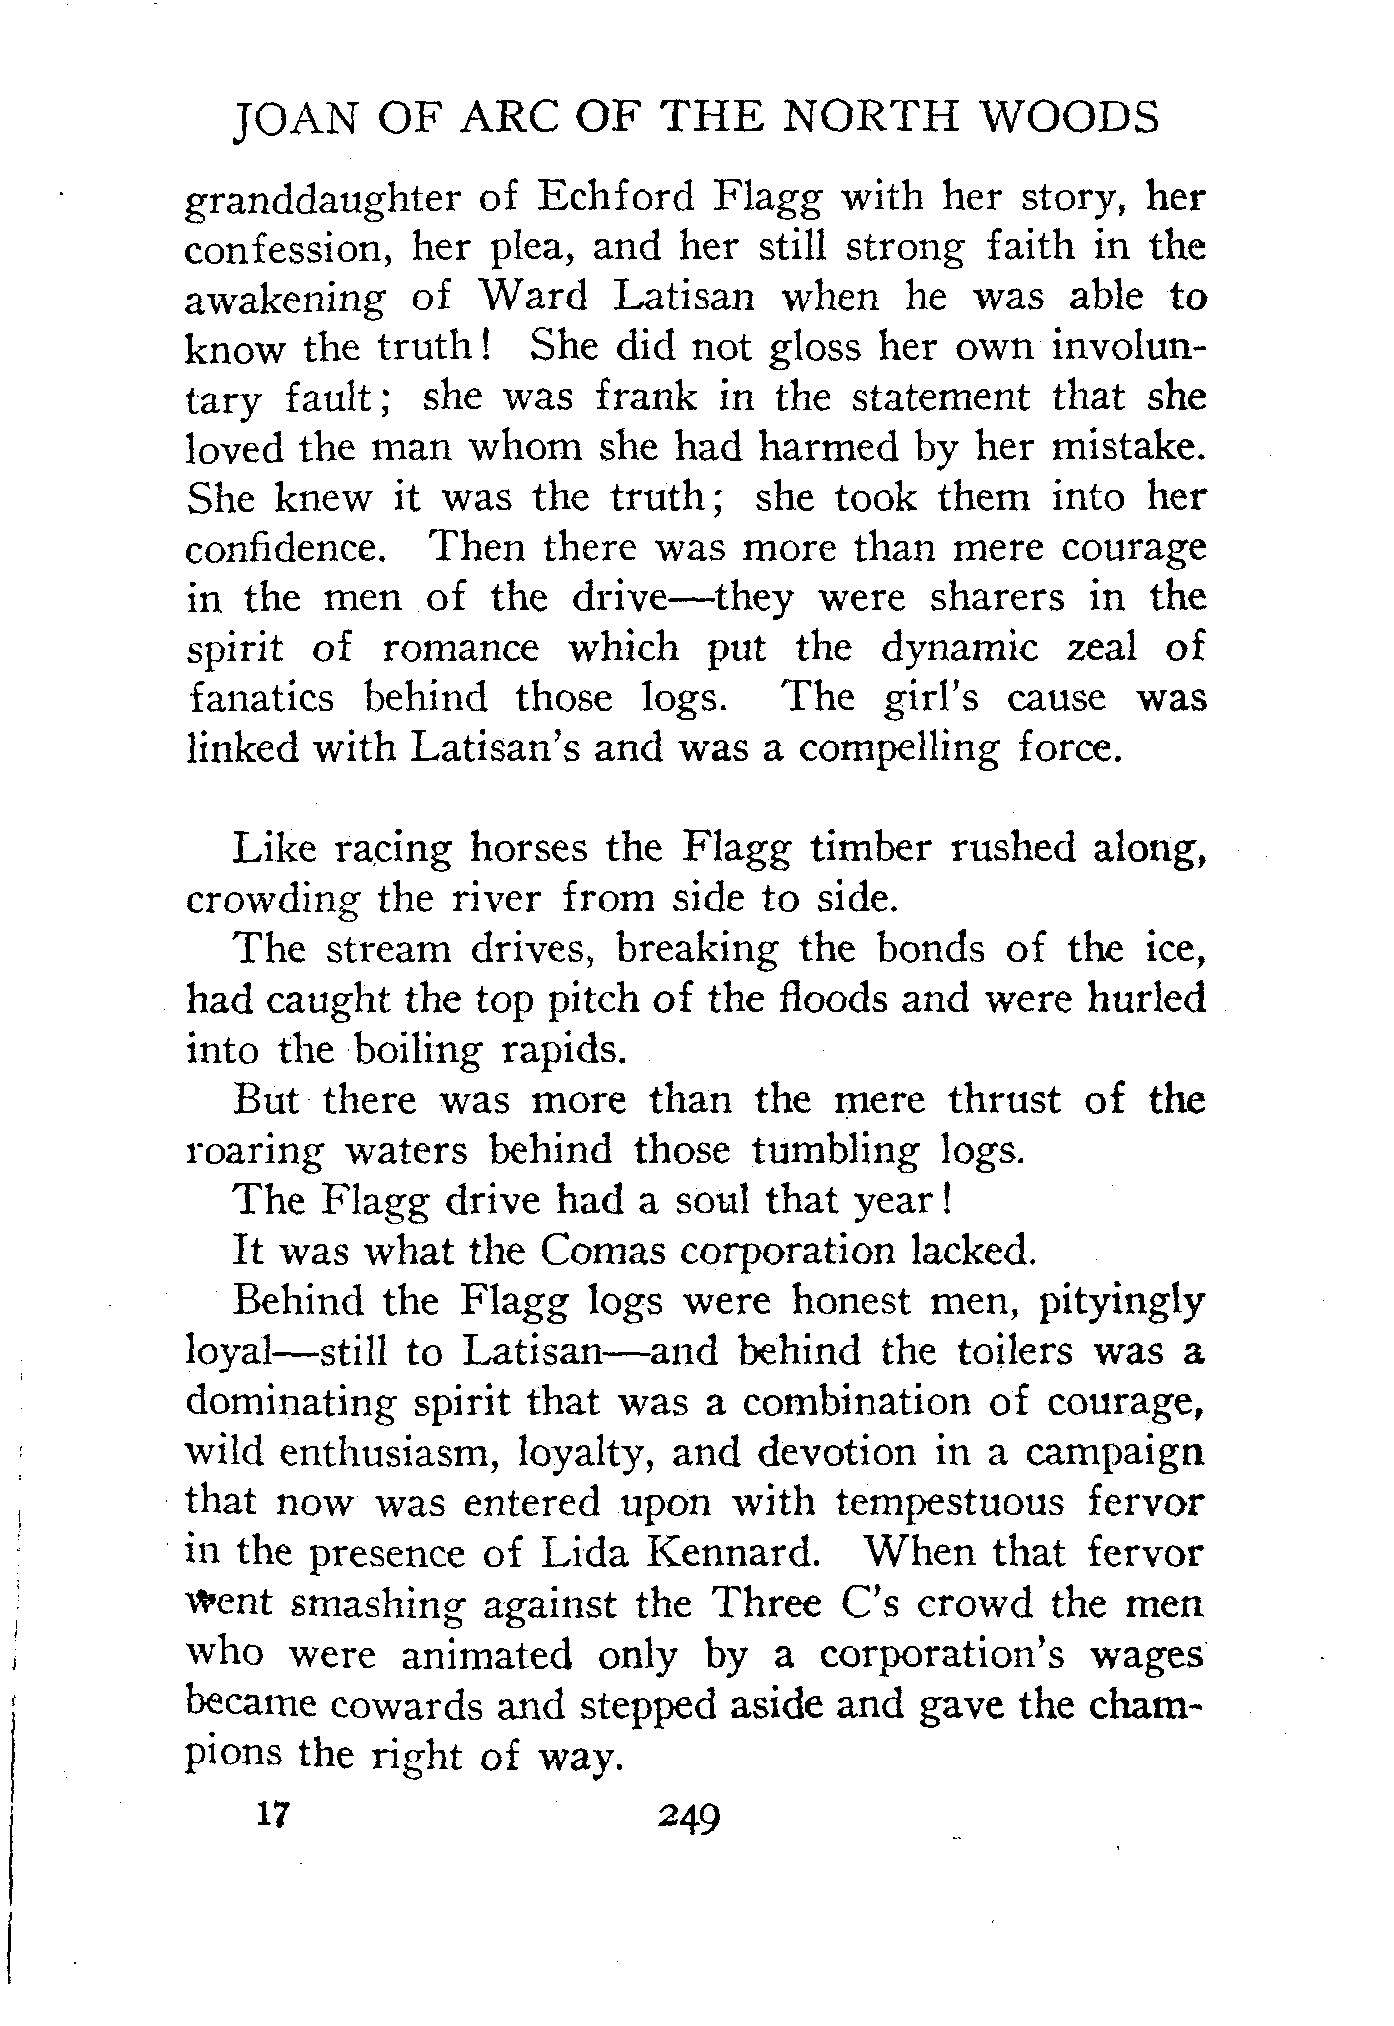 JOAN OF ARC OF THE NORTH WOODS
granddaughter of Echford Flagg with her story, her
confession, her plea, and her still strong faith in the
awakening of Ward Latisan when he was able to
know the truth! She did not gloss her own involun-
tary fault; she was frank in the statement that she
loved the man whom she had harmed by her mistake.
She knew it was the truth; she took them into her
confidence. Then there was more than mere courage
in the men of the drive—they were sharers in the
spirit of romance which put the dynamic zeal of
fanatics behind those logs. The girl's cause was
linked with Latisan's and was a compelling force.
Like racing horses the Flagg timber rushed along,
crowding the river from side to side.
The stream drives, breaking the bonds of the ice,
had caught the top pitch of the floods and were hurled
into the boiling rapids.
But there was more than the mere thrust of the
roaring waters behind those tumbling logs.
The Flagg drive had a soul that year!
It was what the Comas corporation lacked.
Behind the Flagg logs were honest men, pityingly
loyal—still to Latisan—and behind the toilers was a
dominating spirit that was a combination of courage,
wild enthusiasm, loyalty, and devotion in a campaign
that now was entered upon with tempestuous fervor
in the presence of Lida Kennard. When that fervor
went smashing against the Three C's crowd the men
who were animated only by a corporation's wages
became cowards and stepped aside and gave the cham-
pions the right of way.
17 249